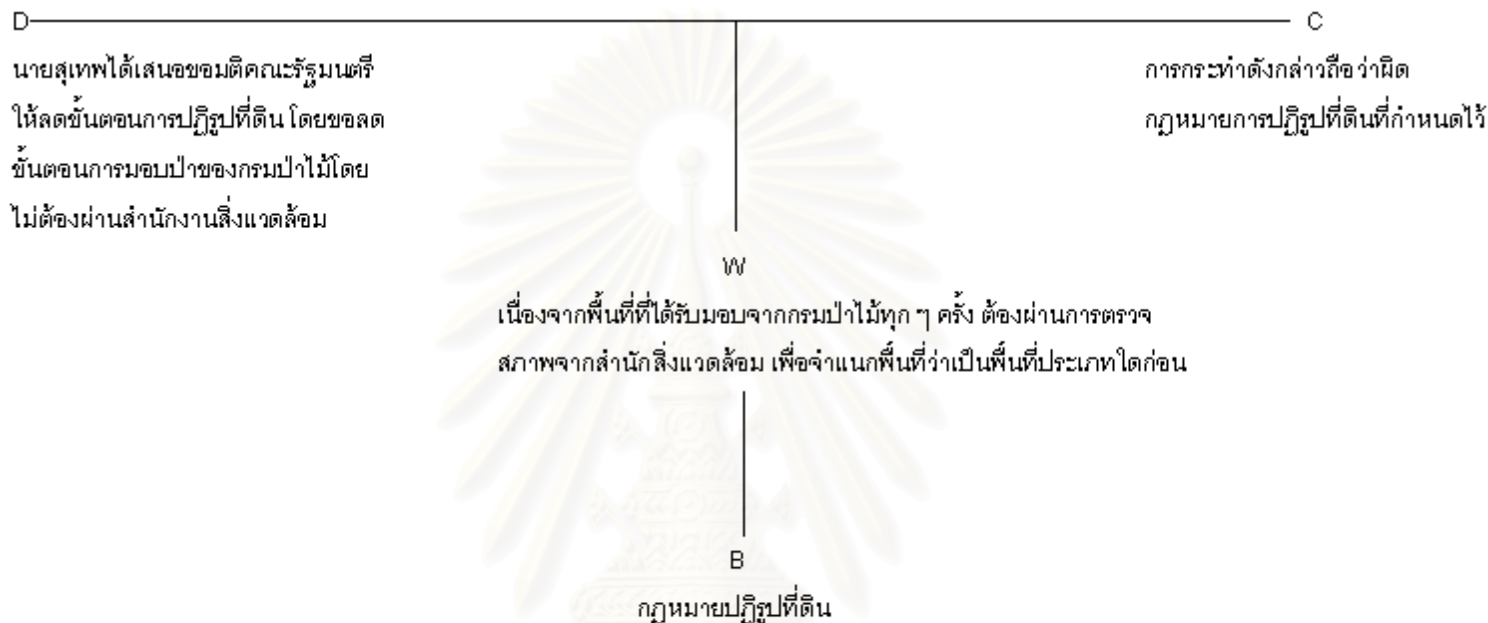 D C
นายสุเทพได้เสนอขอมติคณะรัฐมนตรี
ให้ลดขั้นตอนการปฏิรูปที่ดิน โดยขอลด
ขั้นตอนการมอบป่าของกรมป่าไม้โดย
ไม่ต้องผ่านสำนักงานสิ่งแวดล้อม
การกระทำดังกล่าวถือว่าผิด
กฎหมายการปฏิรูปที่ดินที่กำหนดไว้
W
เนื่องจากพื้นที่ที่ได้รับมอบจากกรมป่าไม้ทุก ๆ ครั้ง ต้องผ่านการตรวจ
สภาพจากสำนักสิ่งแวดล้อม เพื่อจำแนกพื้นที่ว่าเป็นพื้นที่ประเภทใดก่อน
B
กฎหมายปฏิรูปที่ดิน